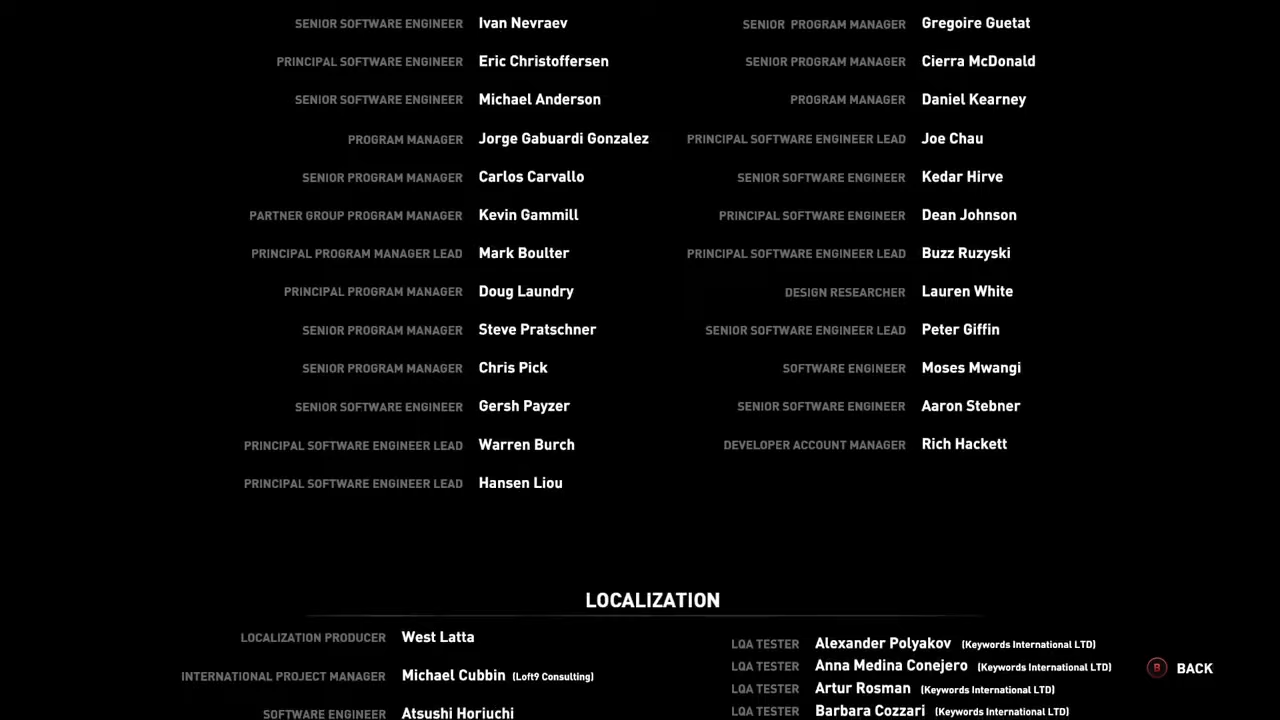 SENIOR SOFTWARE ENGINEER Ivan Nevraev
PRINCIPAL SOFTWARE ENGINEER Eric Christoffersen
SENIOR SOFTWARE ENGINEER Michael Anderson
PROGRAM MANAGER Jorge Gabuardi Gonzalez
SENIOR PROGRAM MANAGER Carlos Carvallo
PARTNER GROUP PROGRAM MANAGER Kevin Gammill
PRINCIPAL PROGRAM MANAGER LEAD Mark Boulter
PRINCIPAL PROGRAM MANAGER Doug Laundry
SENIOR PROGRAM MANAGER Steve Pratschner
SENIOR PROGRAM MANAGER Chris Pick
SENIOR SOFTWARE ENGINEER Gersh Payzer
PRINCIPAL SOFTWARE ENGINEER LEAD Warren Burch
PRINCIPAL SOFTWARE ENGINEER LEAD Hansen Liou
SENIOR PROGRAM MANAGER Gregoire Guetat
SENIOR PROGRAM MANAGER Cierra McDonald
PROGRAM MANAGER Daniel Kearney
PRINCIPAL SOFTWARE ENGINEER LEAD Joe Chau
SENIOR SOFTWARE ENGINEER Kedar Hirve
PRINCIPAL SOFTWARE ENGINEER Dean Johnson
PRINCIPAL SOFTWARE ENGINEER LEAD Buzz Ruzyski
DESIGN RESEARCHER Lauren White
SENIOR SOFTWARE ENGINEER LEAD Peter Giffin
SOFTWARE ENGINEER Moses Mwangi
SENIOR SOFTWARE ENGINEER Aaron Stebner
DEVELOPER ACCOUNT MANAGER Rich Hackett
LOCALIZATION
LOCALIZATION PRODUCER West Latta
INTERNATIONAL PROJECT MANAGER Michael Cubbin (Loft9 Consulting)
SOFTWARE ENGINEER Atsushi Horiuchi
LQA TESTER Alexander Polyakov (Keywords International LTD)
LQA TESTER Anna Medina Conejero (Keywords International LTD)
LQA TESTER Artur Rosman (Keywords International LTD)
LQA TESTER Barbara Cozzari (Keywords International LTD)
B BACK